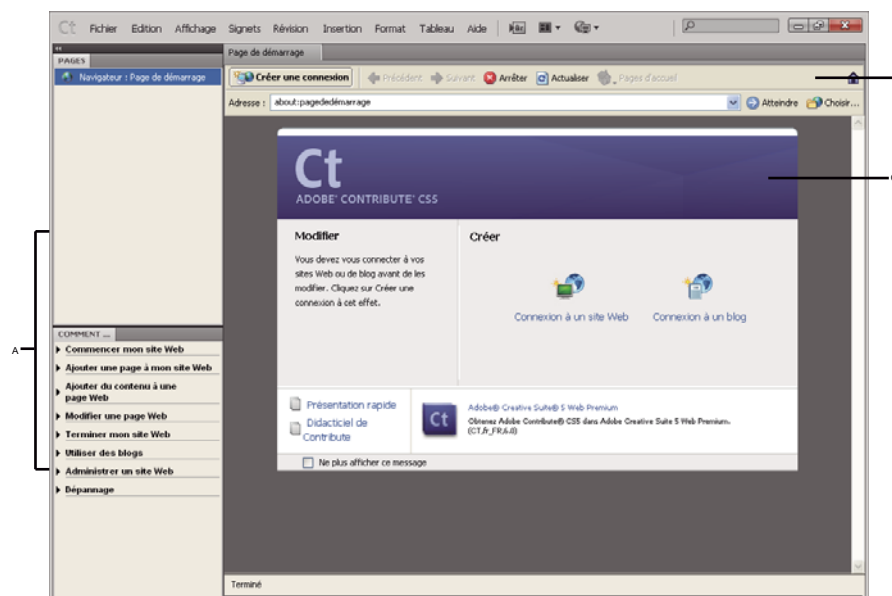 Ct Fichier Edition Affichage Signets Révision Insertion Format Tableau Aide Br
PAGES
Navigateur : Page de démarrage
Page de démarrage
Créer une connexion Précédent Suivant Arrêter Actualiser Pages d'accueil
Adresse : about:pagededémarrage Atteindre Choisir...
Ct
ADOBE® CONTRIBUTE® CS5
Modifier
Vous devez vous connecter à vos
sites Web ou de blog avant de les
modifier. Cliquez sur Créer une
connexion à cet effet.
Créer
Connexion à un site Web
Connexion à un blog
Présentation rapide
Didacticiel de
Contribute
Ct
Adobe® Creative Suite® 5 Web Premium
Obtenez Adobe Contribute® CS5 dans Adobe Creative Suite 5 Web Premium.
(CT,fr_FR,6.0)
Ne plus afficher ce message
A
COMMENT ...
Commencer mon site Web
Ajouter une page à mon site Web
Ajouter du contenu à une
page Web
Modifier une page Web
Terminer mon site Web
Utiliser des blogs
Administrer un site Web
Dépannage
Terminé